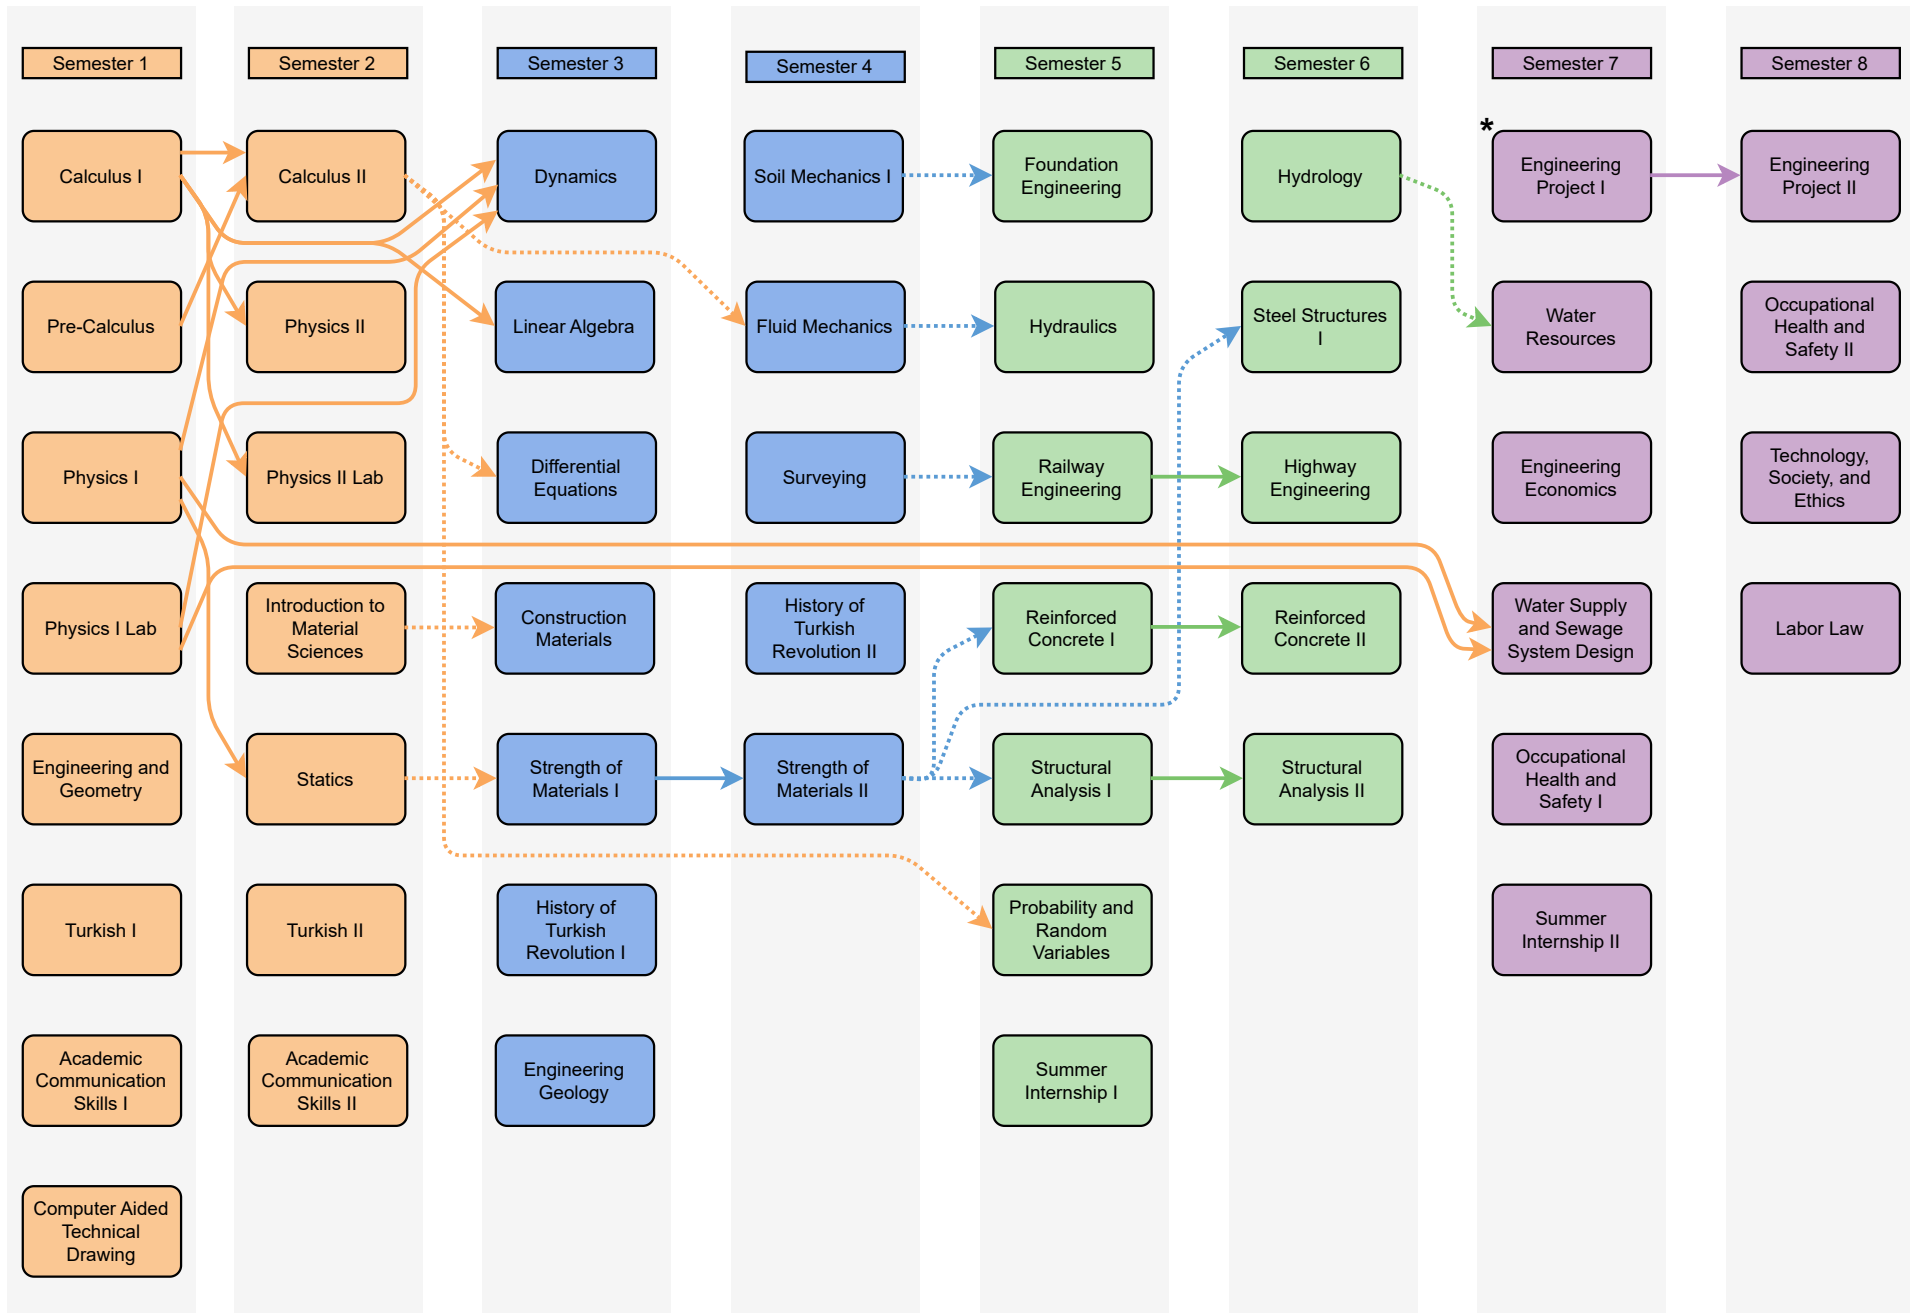 Semester 1
Semester 2
Semester 3
Semester 4
Semester 5
Semester 6
Semester 7
Semester 8
Calculus I
Calculus II
Dynamics
Soil Mechanics I
Foundation
Engineering
Hydrology
*
Engineering
Project I
Engineering
Project II
Pre-Calculus
Physics II
Linear Algebra
Fluid Mechanics
Hydraulics
Steel Structures
I
Water
Resources
Occupational
Health and
Safety II
Physics I
Physics II Lab
Differential
Equations
Surveying
Railway
Engineering
Highway
Engineering
Engineering
Economics
Technology,
Society, and
Ethics
Physics I Lab
Introduction to
Material
Sciences
Construction
Materials
History of
Turkish
Revolution II
Reinforced
Concrete I
Reinforced
Concrete II
Water Supply
and Sewage
System Design
Labor Law
Engineering and
Geometry
Statics
Strength of
Materials I
Strength of
Materials II
Structural
Analysis I
Structural
Analysis II
Occupational
Health and
Safety I
Turkish I
Turkish II
History of
Turkish
Revolution I
Probability and
Random
Variables
Summer
Internship II
Academic
Communication
Skills I
Academic
Communication
Skills II
Engineering
Geology
Summer
Internship I
Computer Aided
Technical
Drawing